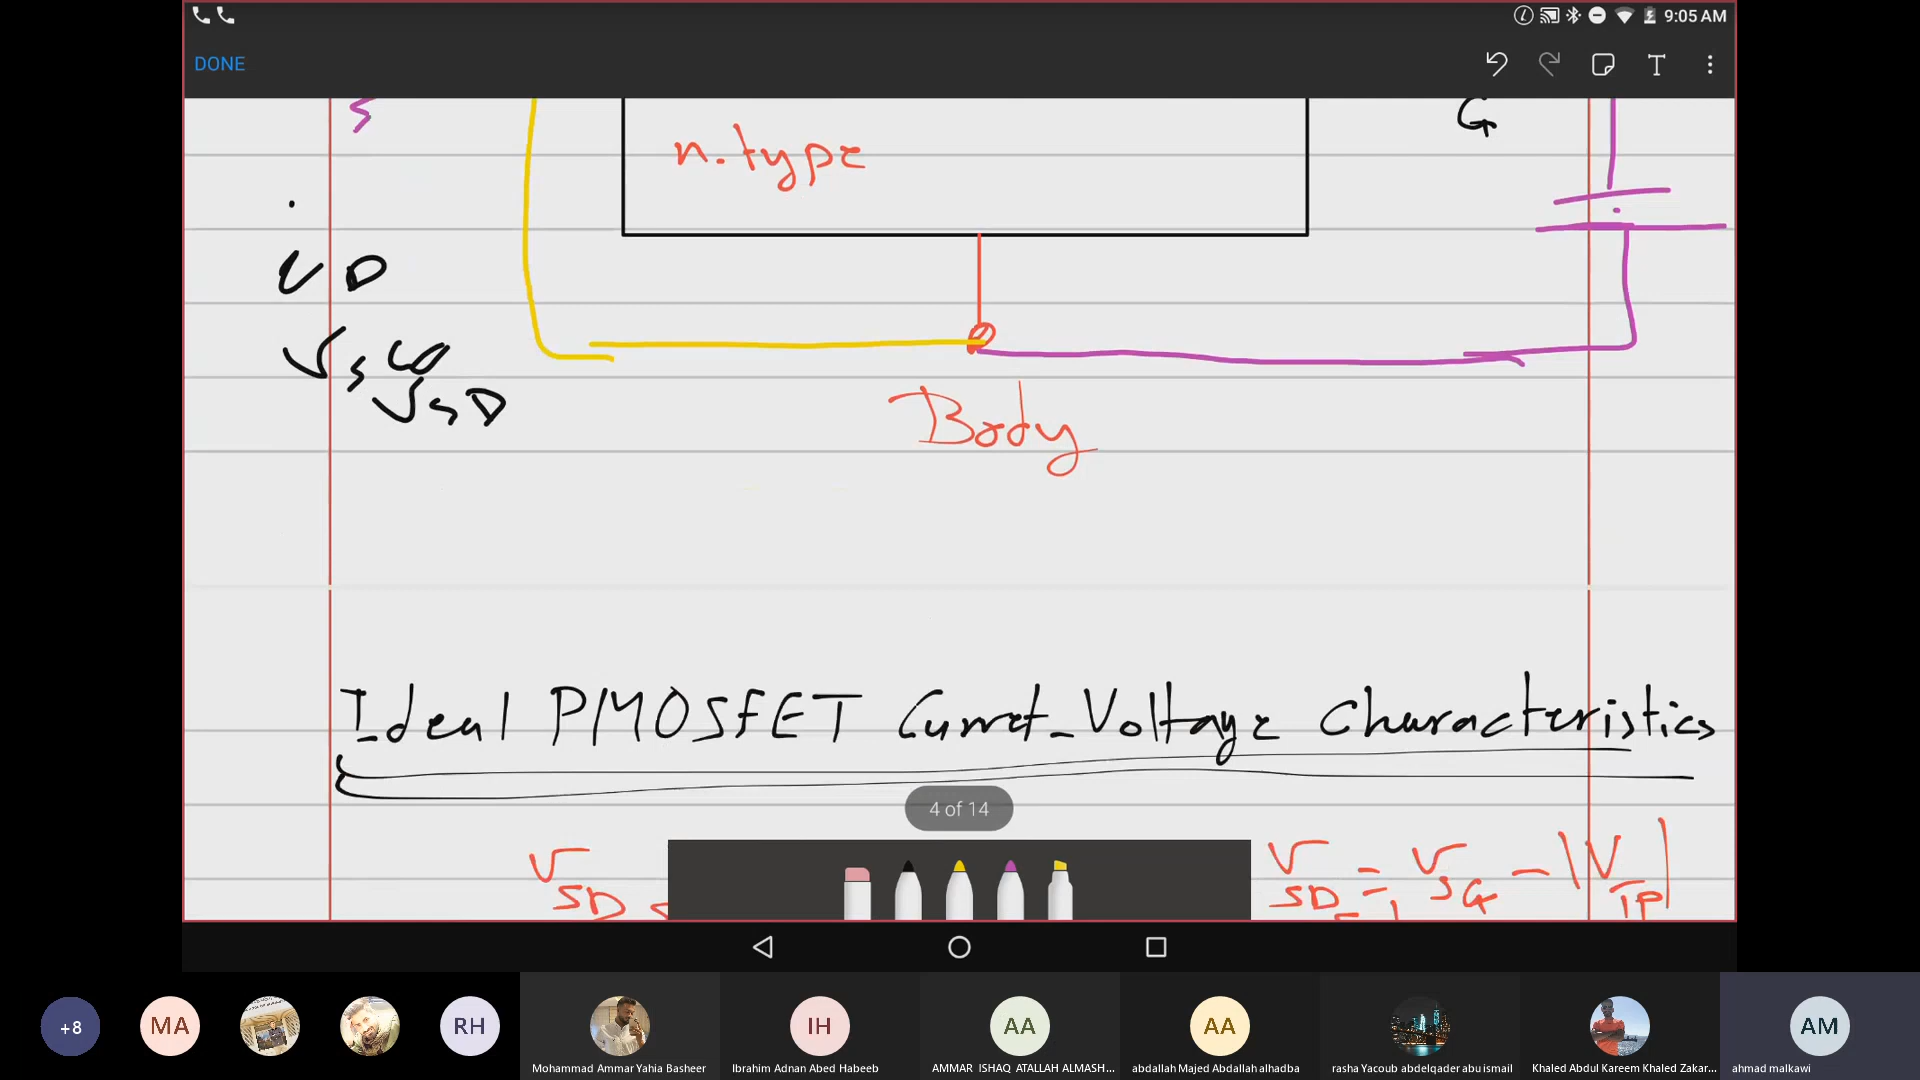 9:05 AM
DONE
T
S
G
n.type
iD
VSG
VSD
Body
Ideal PMOSFET Current-Voltage Characteristics
4 of 14
VSD
VSD = VSG - |VTP|
+8
MA
RH
IH
AA
AA
AM
Mohammad Ammar Yahia Basheer
Ibrahim Adnan Abed Habeeb
AMMAR ISHAQ ATALLAH ALMASH...
abdallah Majed Abdallah alhadba
rasha Yacoub abdelqader abu ismail
Khaled Abdul Kareem Khaled Zakar...
ahmad malkawi